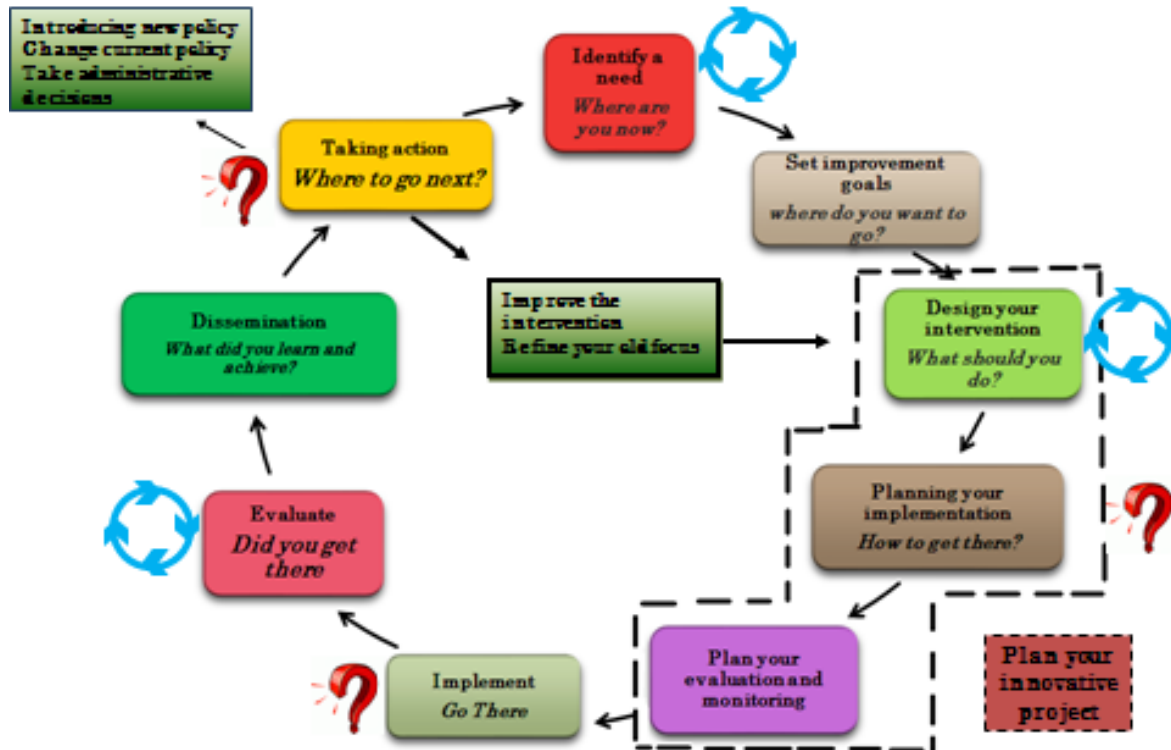 Introducing new policy
Change current policy
Take administrative
decisions
Identify a
need
Where are
you now?
Taking action
Where to go next?
Set improvement
goals
where do you want to
go?
Improve the
intervention
Refine your old focus
Design your
intervention
What should you
do?
Dissemination
What did you learn and
achieve?
Planning your
implementation
How to get there?
Evaluate
Did you get
there
Plan your
evaluation and
monitoring
Implement
Go There
Plan your
innovative
project